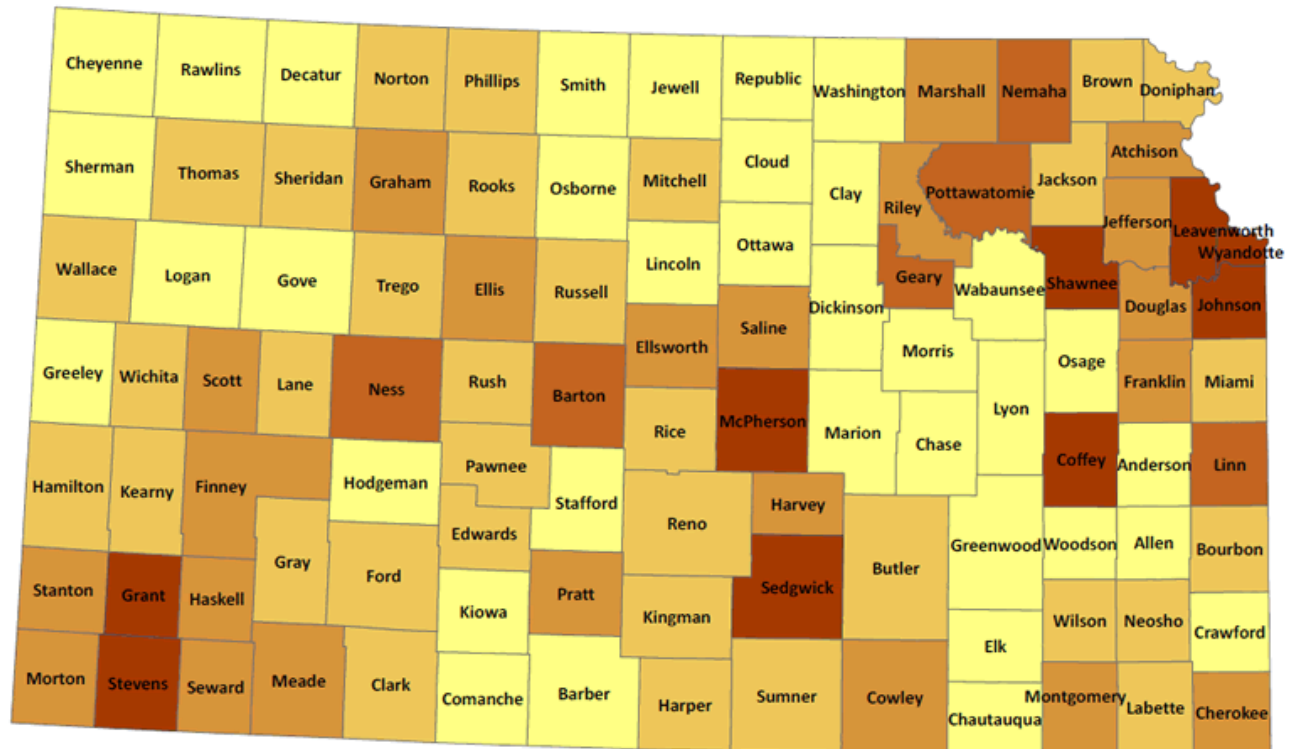 Cheyenne
Rawlins
Decatur
Norton
Phillips
Smith
Jewell
Republic
Washington
Marshall
Nemaha
Brown
Doniphan
Sherman
Thomas
Sheridan
Graham
Rooks
Osborne
Mitchell
Cloud
Clay
Riley
Pottawatomie
Jackson
Atchison
Jefferson
Leavenworth
Wyandotte
Wallace
Logan
Gove
Trego
Ellis
Russell
Lincoln
Ottawa
Saline
Dickinson
Geary
Wabaunsee
Shawnee
Douglas
Johnson
Greeley
Wichita
Scott
Lane
Ness
Rush
Barton
Ellsworth
Rice
McPherson
Marion
Morris
Chase
Lyon
Osage
Franklin
Miami
Hamilton
Kearny
Finney
Hodgeman
Pawnee
Stafford
Edwards
Reno
Harvey
Coffey
Anderson
Linn
Stanton
Grant
Haskell
Gray
Ford
Kiowa
Pratt
Kingman
Sedgwick
Butler
Greenwood
Woodson
Allen
Bourbon
Wilson
Neosho
Crawford
Morton
Stevens
Seward
Meade
Clark
Comanche
Barber
Harper
Sumner
Cowley
Elk
Chautauqua
Montgomery
Labette
Cherokee